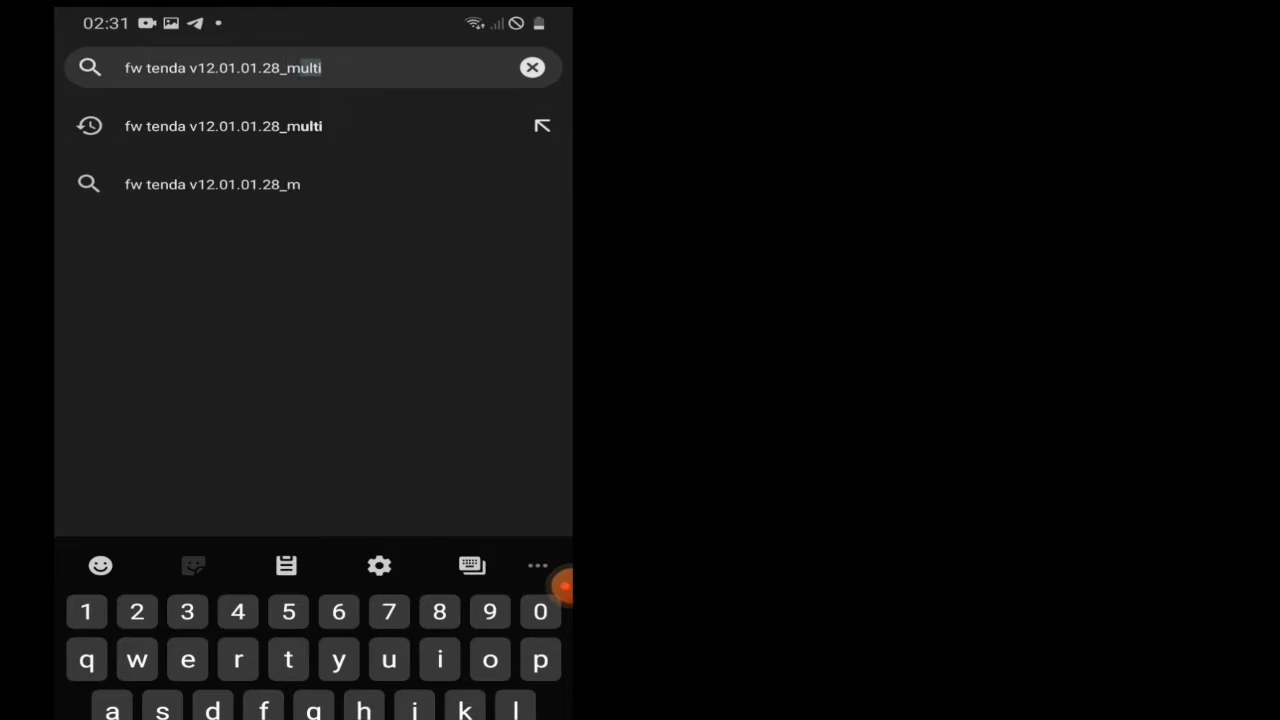 02:31
fw tenda v12.01.01.28_multi
fw tenda v12.01.01.28_multi
fw tenda v12.01.01.28_m
1 2 3 4 5 6 7 8 9 0
q w e r t y u i o p
a s d f g h j k l